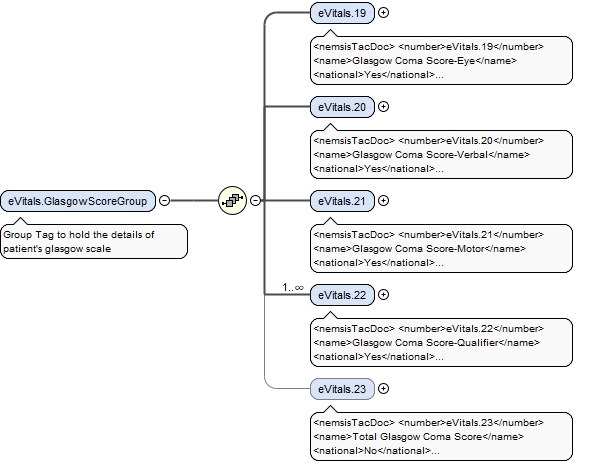 eVitals.19
<nemsisTacDoc> <number>eVitals.19</number>
<name>Glasgow Coma Score-Eye</name>
<national>Yes</national>...
eVitals.20
<nemsisTacDoc> <number>eVitals.20</number>
<name>Glasgow Coma Score-Verbal</name>
<national>Yes</national>...
eVitals.GlasgowScoreGroup
Group Tag to hold the details of
patient's glasgow scale
eVitals.21
<nemsisTacDoc> <number>eVitals.21</number>
<name>Glasgow Coma Score-Motor</name>
<national>Yes</national>...
1..∞
eVitals.22
<nemsisTacDoc> <number>eVitals.22</number>
<name>Glasgow Coma Score-Qualifier</name>
<national>Yes</national>...
eVitals.23
<nemsisTacDoc> <number>eVitals.23</number>
<name>Total Glasgow Coma Score</name>
<national>No</national>...